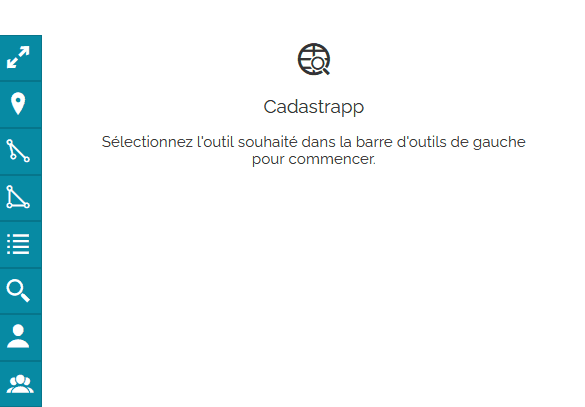 Cadastrapp
Sélectionnez l'outil souhaité dans la barre d'outils de gauche
pour commencer.